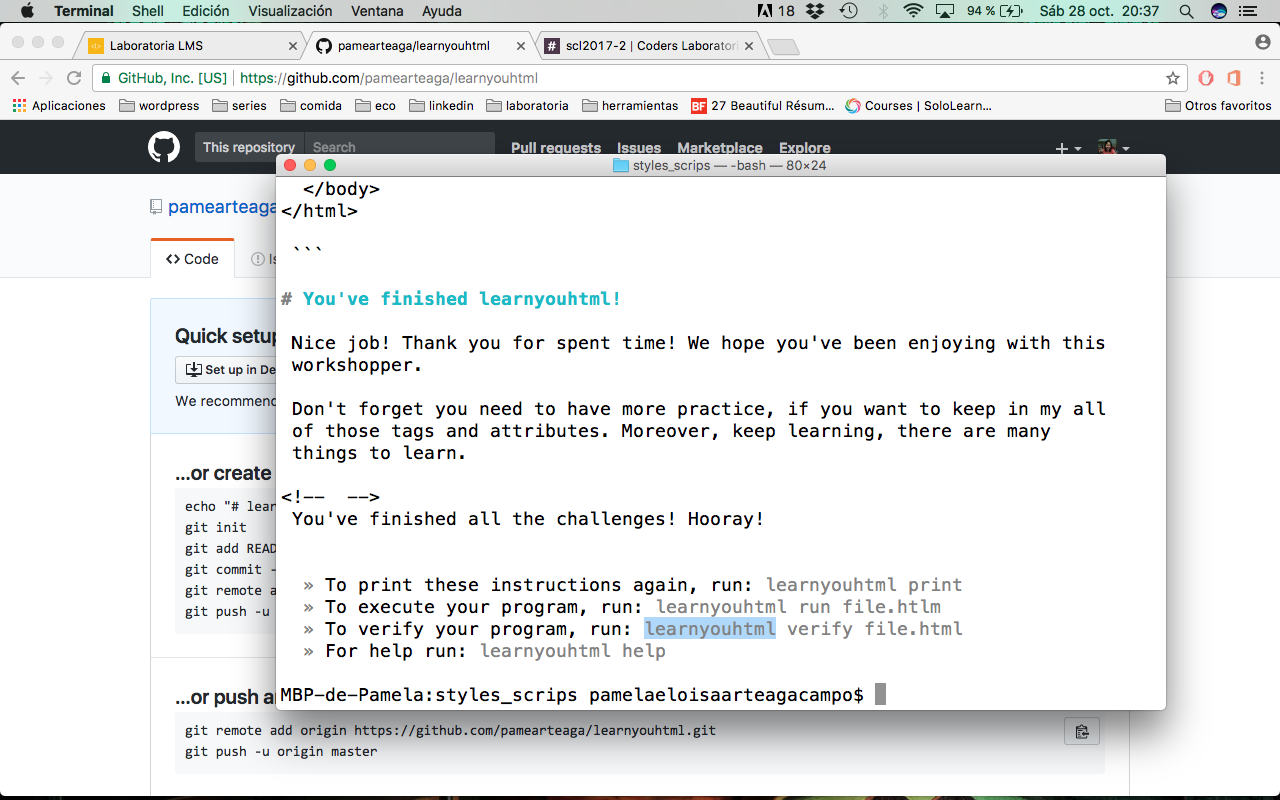 Terminal Shell Edición Visualización Ventana Ayuda 18 94 % Sáb 28 oct. 20:37
Laboratoria LMS
pamearteaga/learnyouhtml
scl2017-2 | Coders Laboratori
GitHub, Inc. [US] https://github.com/pamearteaga/learnyouhtml
Aplicaciones wordpress series comida eco linkedin laboratoria herramientas BF 27 Beautiful Résum... Courses | SoloLearn... Otros favoritos
This repository Search Pull requests Issues Marketplace Explore
styles_scrips — -bash — 80×24
pamearteaga
Code Is
Quick setup
Set up in De
We recommend
...or create
echo "# lear
git init
git add READ
git commit -
git remote a
git push -u
...or push an
git remote add origin https://github.com/pamearteaga/learnyouhtml.git
git push -u origin master
</body>
</html>
```
# You've finished learnyouhtml!
Nice job! Thank you for spent time! We hope you've been enjoying with this
workshopper.
Don't forget you need to have more practice, if you want to keep in my all
of those tags and attributes. Moreover, keep learning, there are many
things to learn.
<!--  -->
You've finished all the challenges! Hooray!
» To print these instructions again, run: learnyouhtml print
» To execute your program, run: learnyouhtml run file.htlm
» To verify your program, run: learnyouhtml verify file.html
» For help run: learnyouhtml help
MBP-de-Pamela:styles_scrips pamelaeloisaarteagacampo$